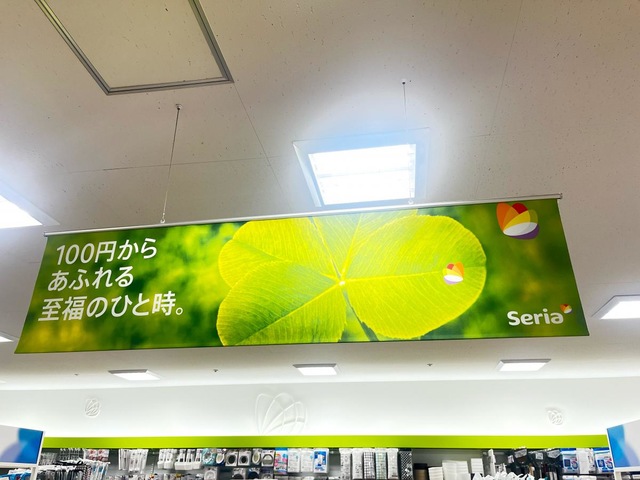 100円から
あふれる
至福のひと時。
Seria